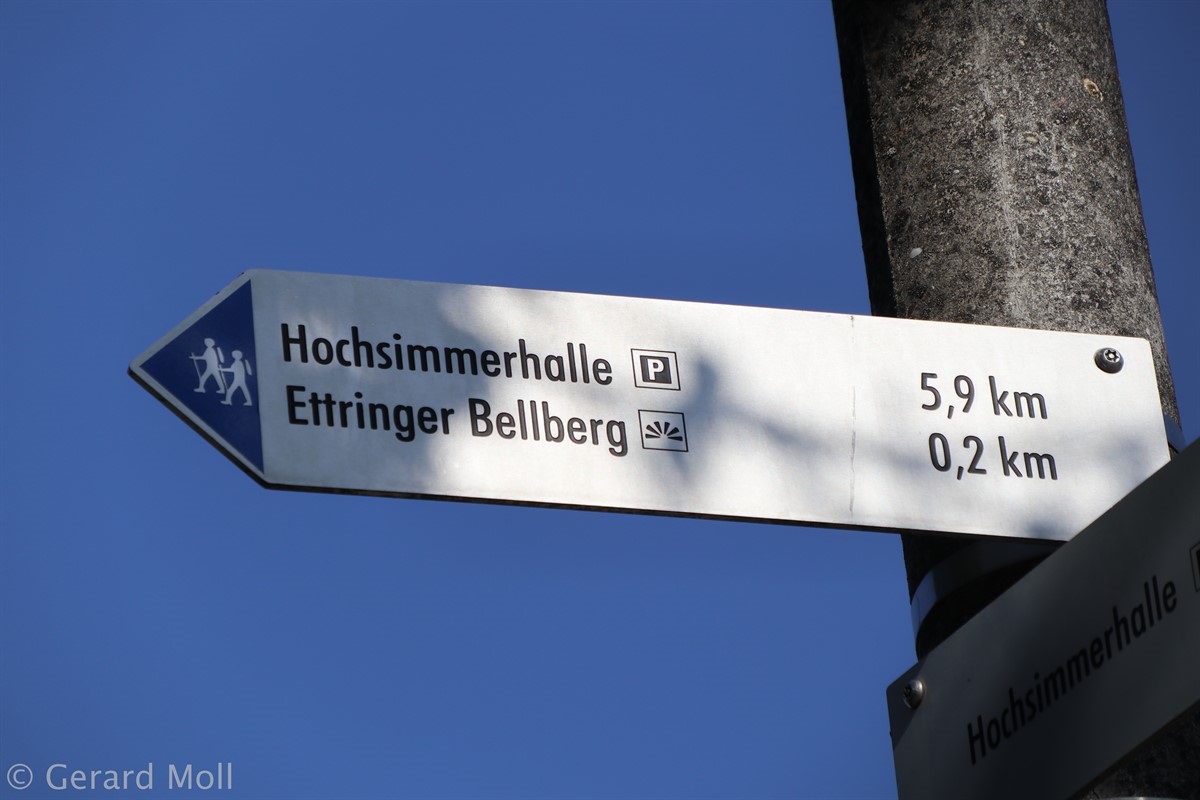 Hochsimmerhalle P 5,9 km
Ettringer Bellberg 0,2 km
Hochsimmerhalle
© Gerard Moll